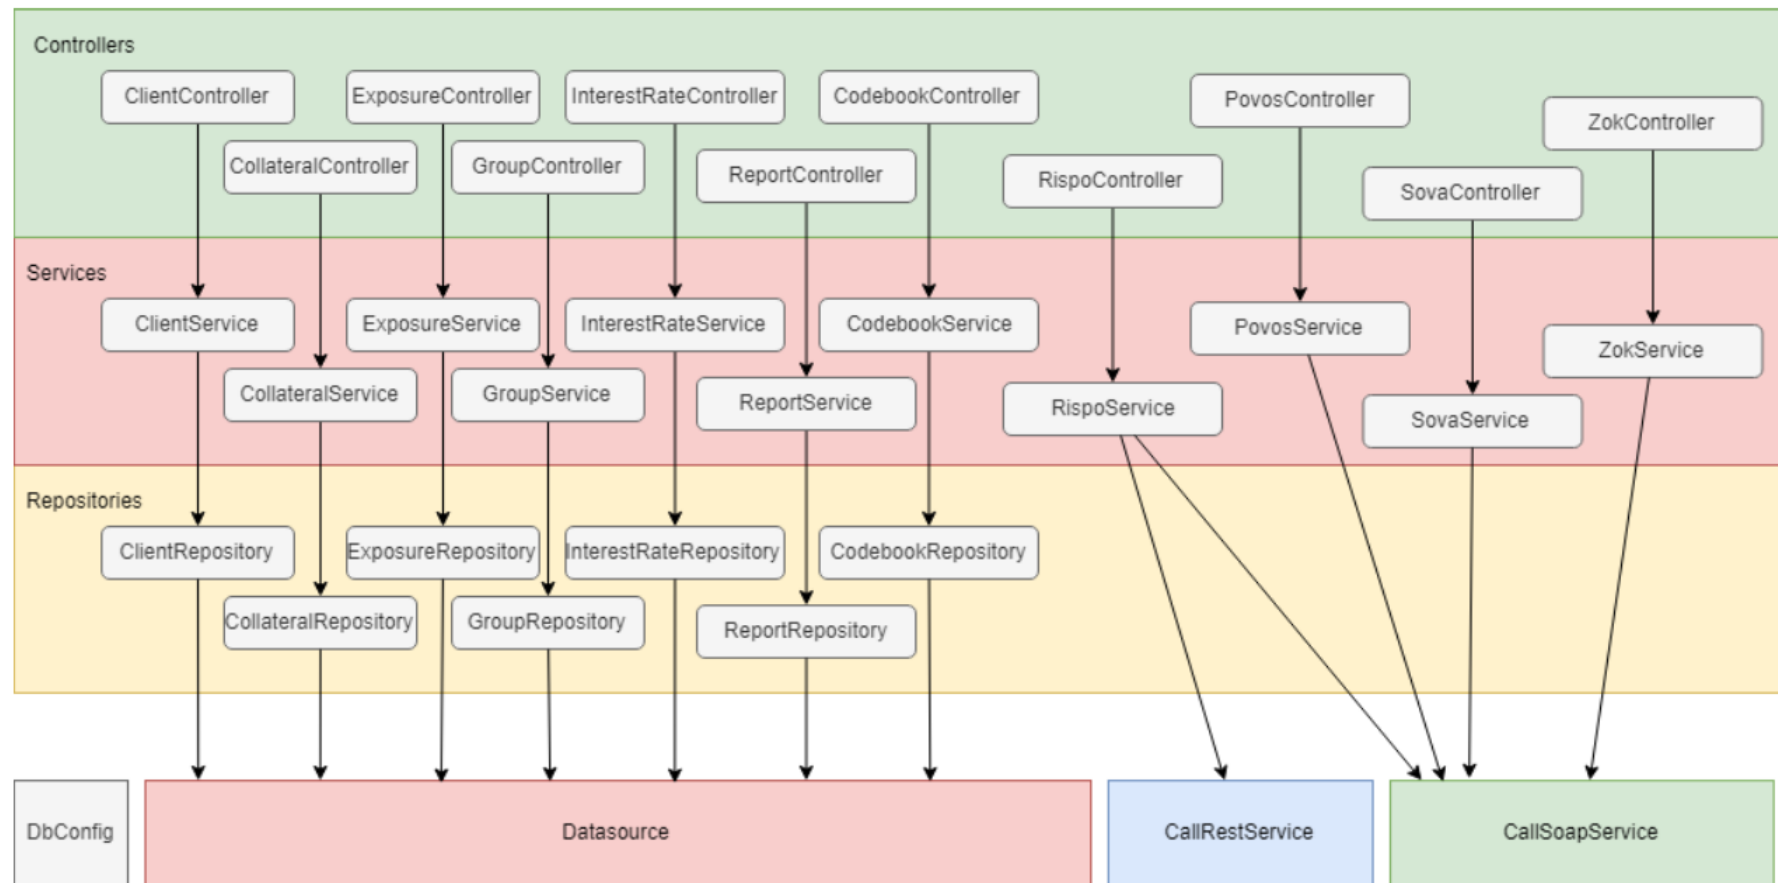 Controllers
ClientController
ExposureController
InterestRateController
CodebookController
PovosController
ZokController
CollateralController
GroupController
ReportController
RispoController
SovaController
Services
ClientService
ExposureService
InterestRateService
CodebookService
PovosService
ZokService
CollateralService
GroupService
ReportService
RispoService
SovaService
Repositories
ClientRepository
ExposureRepository
InterestRateRepository
CodebookRepository
CollateralRepository
GroupRepository
ReportRepository
DbConfig
Datasource
CallRestService
CallSoapService